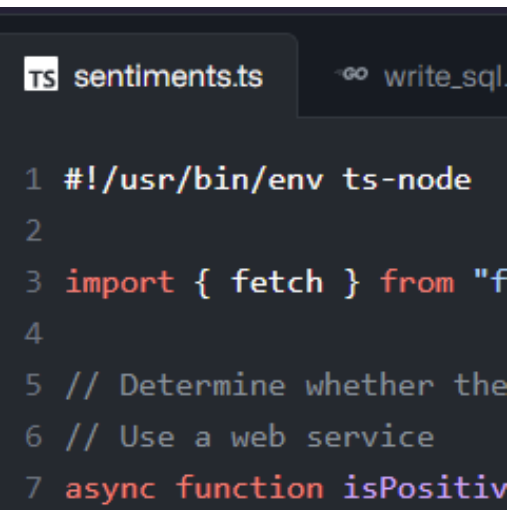 TS sentiments.ts GO write_sql.
1 #!/usr/bin/env ts-node
2
3 import { fetch } from "f
4
5 // Determine whether the
6 // Use a web service
7 async function isPositiv